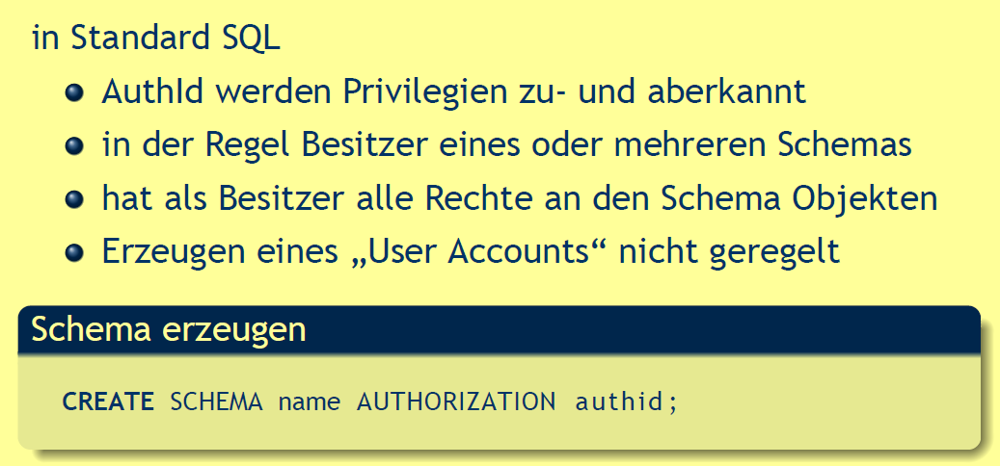 in Standard SQL
AuthId werden Privilegien zu- und aberkannt
in der Regel Besitzer eines oder mehreren Schemas
hat als Besitzer alle Rechte an den Schema Objekten
Erzeugen eines „User Accounts“ nicht geregelt
Schema erzeugen
CREATE SCHEMA name AUTHORIZATION authid;